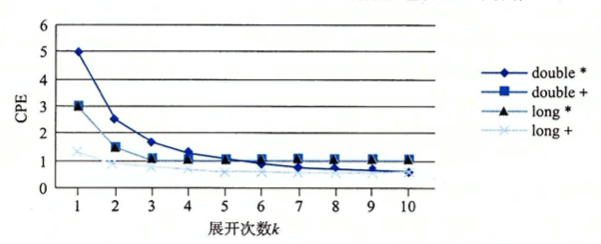 6
5
4
3
2
1
0
CPE
1 2 3 4 5 6 7 8 9 10
展开次数k
double *
double +
long *
long +